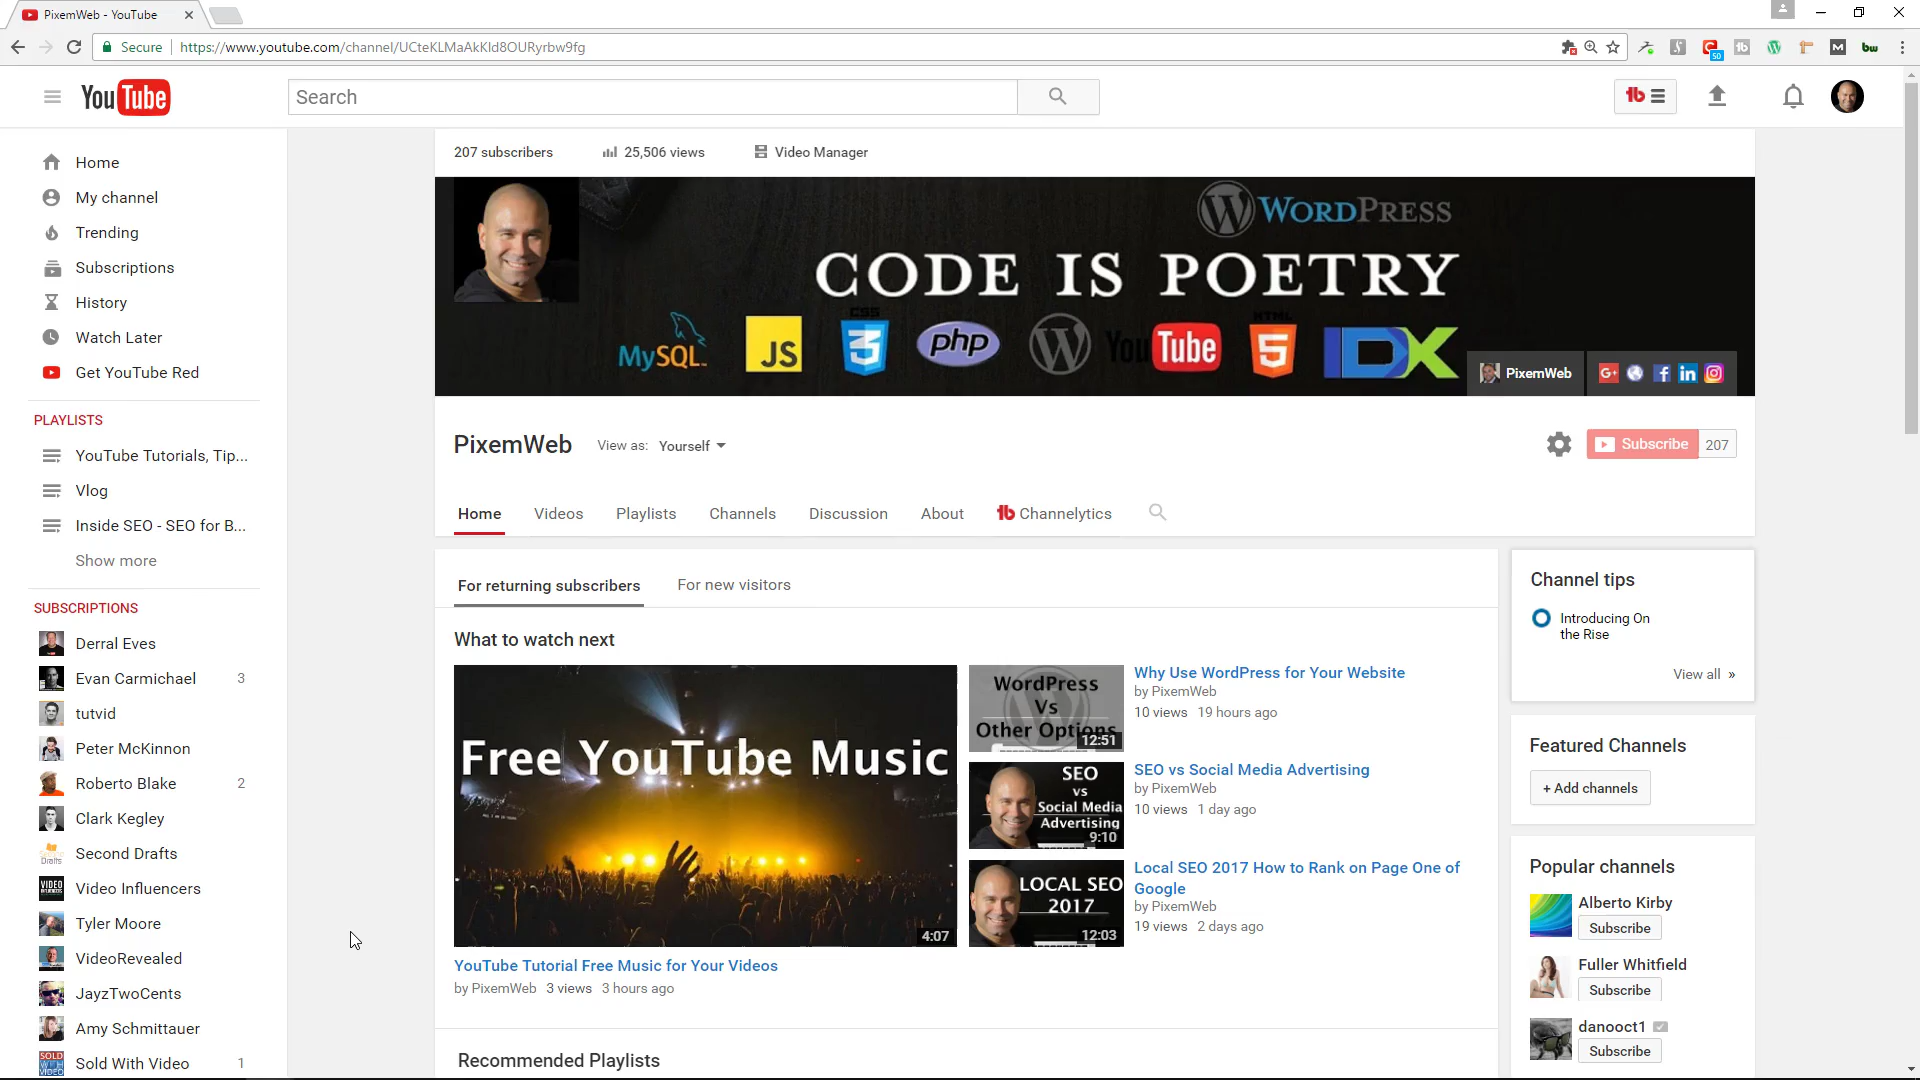 PixemWeb - YouTube
Secure https://www.youtube.com/channel/UCteKLMaAkKId8OURyrbw9fg
50
YouTube
Search
tb
Home
My channel
Trending
Subscriptions
History
Watch Later
Get YouTube Red
PLAYLISTS
YouTube Tutorials, Tip...
Vlog
Inside SEO - SEO for B...
Show more
SUBSCRIPTIONS
Derral Eves
Evan Carmichael 3
tutvid
Peter McKinnon
Roberto Blake 2
Clark Kegley
Second Drafts
Video Influencers
Tyler Moore
VideoRevealed
JayzTwoCents
Amy Schmittauer
Sold With Video 1
207 subscribers 25,506 views Video Manager
WORDPRESS
CODE IS POETRY
MySQL JS CSS 3 php YouTube HTML 5 IDX
PixemWeb
PixemWeb View as: Yourself
Subscribe 207
Home Videos Playlists Channels Discussion About tb Channelytics
For returning subscribers For new visitors
What to watch next
Free YouTube Music
4:07
YouTube Tutorial Free Music for Your Videos
by PixemWeb 3 views 3 hours ago
WordPress
Vs
Other Options
12:51
Why Use WordPress for Your Website
by PixemWeb
10 views 19 hours ago
SEO
vs
Social Media
Advertising
9:10
SEO vs Social Media Advertising
by PixemWeb
10 views 1 day ago
LOCAL SEO
2017
12:03
Local SEO 2017 How to Rank on Page One of
Google
by PixemWeb
19 views 2 days ago
Recommended Playlists
Channel tips
Introducing On
the Rise
View all »
Featured Channels
+ Add channels
Popular channels
Alberto Kirby
Subscribe
Fuller Whitfield
Subscribe
danooct1
Subscribe